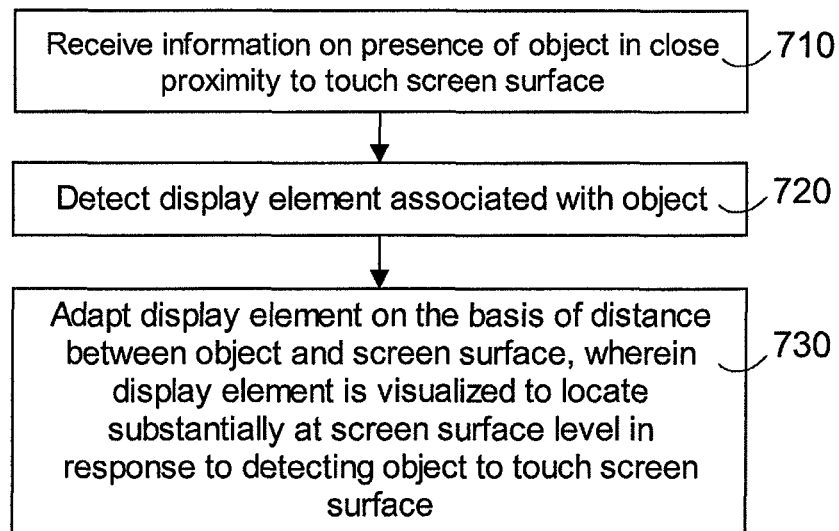 Receive information on presence of object in close
proximity to touch screen surface
710
Detect display element associated with object
720
Adapt display element on the basis of distance
between object and screen surface, wherein
display element is visualized to locate
substantially at screen surface level in
response to detecting object to touch screen
surface
730